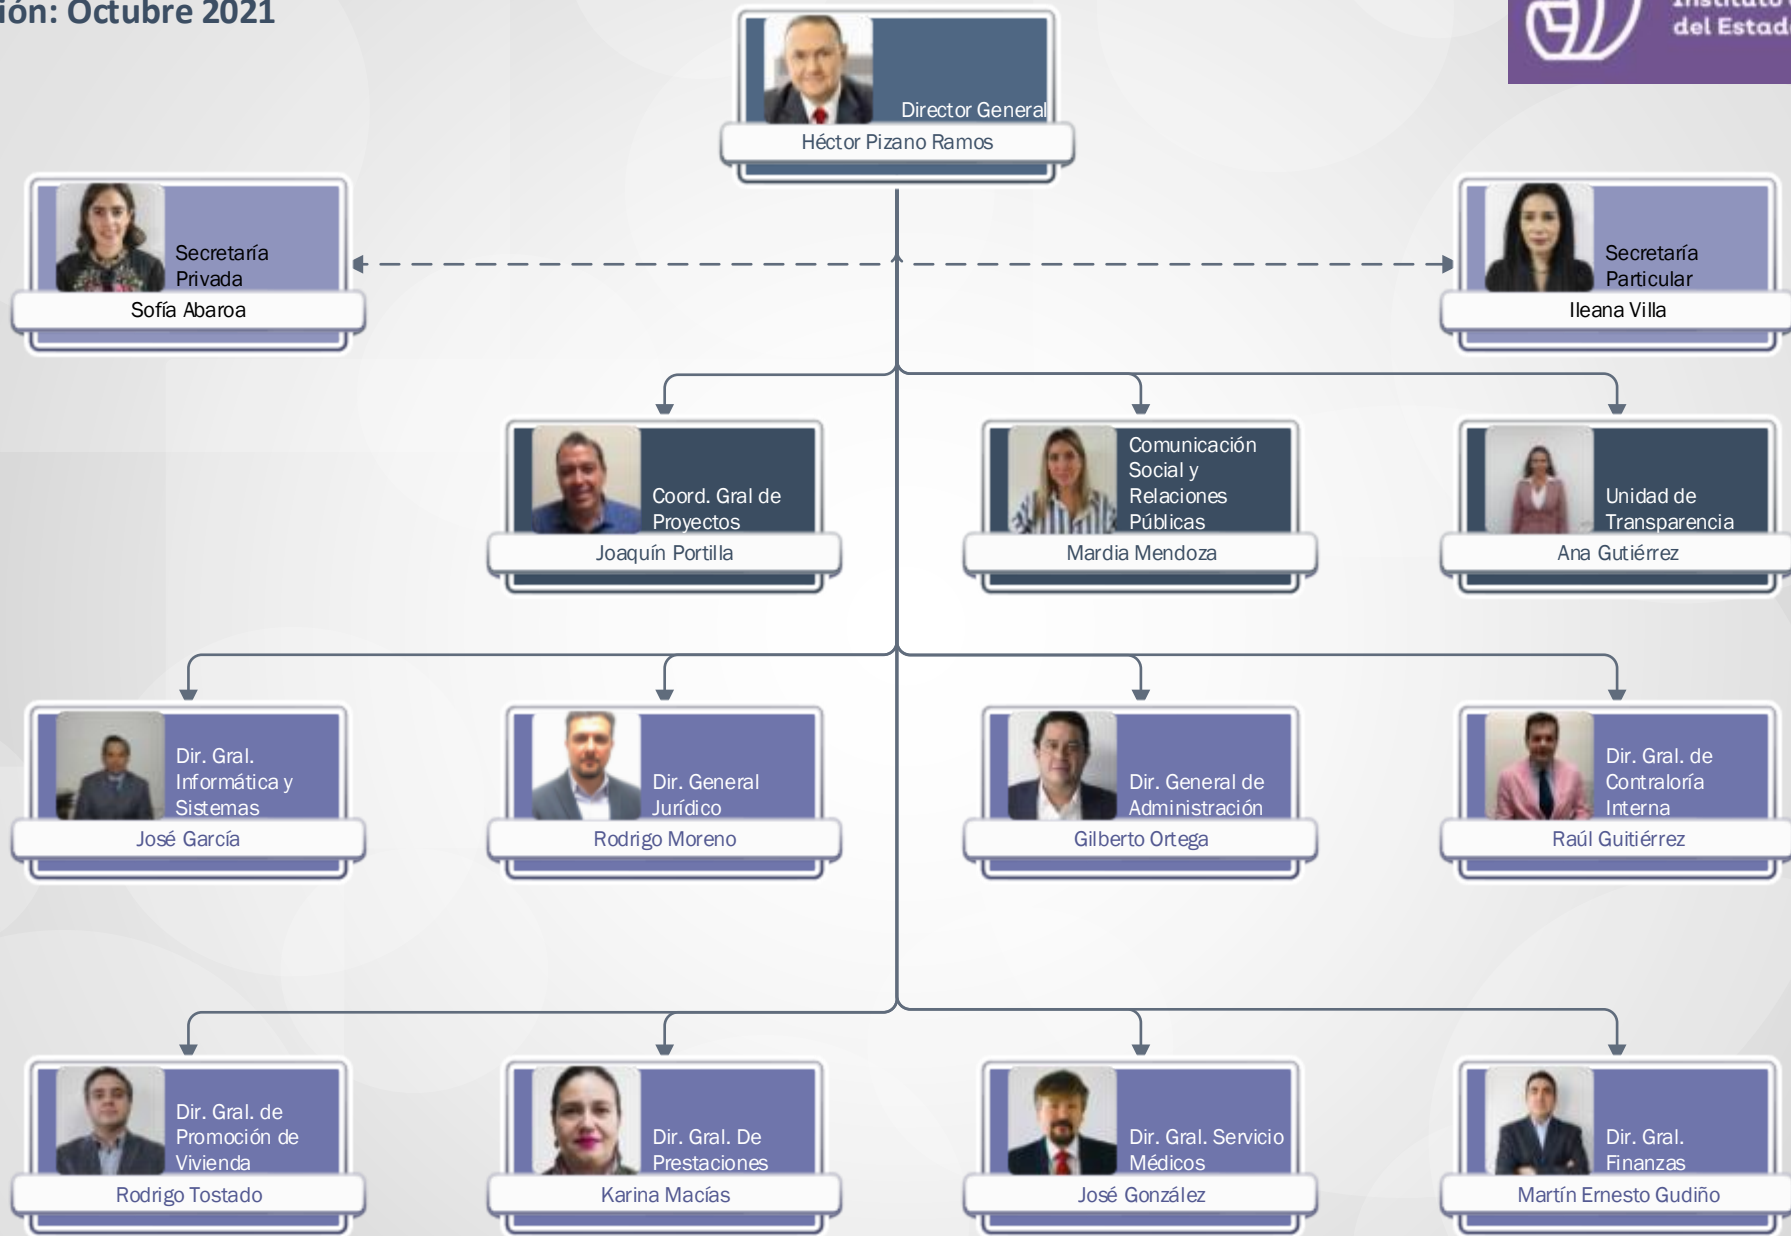 ión: Octubre 2021
Instituto
del Estad
Director General
Héctor Pizano Ramos
Secretaría
Privada
Sofía Abaroa
Secretaría
Particular
Ileana Villa
Coord. Gral de
Proyectos
Joaquín Portilla
Comunicación
Social y
Relaciones
Públicas
Mardia Mendoza
Unidad de
Transparencia
Ana Gutiérrez
Dir. Gral.
Informática y
Sistemas
José García
Dir. General
Jurídico
Rodrigo Moreno
Dir. General de
Administración
Gilberto Ortega
Dir. Gral. de
Contraloría
Interna
Raúl Guitiérrez
Dir. Gral. de
Promoción de
Vivienda
Rodrigo Tostado
Dir. Gral. De
Prestaciones
Karina Macías
Dir. Gral. Servicio
Médicos
José González
Dir. Gral.
Finanzas
Martín Ernesto Gudiño